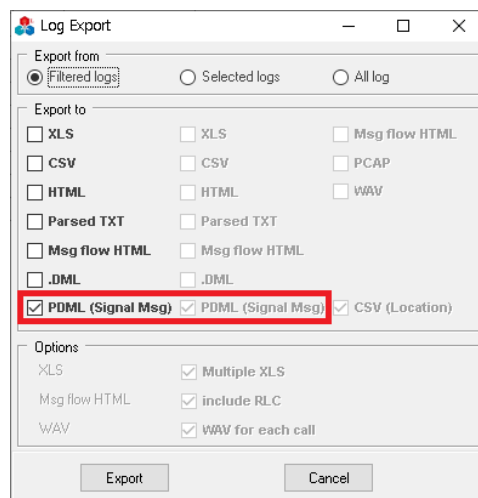 Log Export
Export from
Filtered logs Selected logs All log
Export to
XLS XLS Msg flow HTML
CSV CSV PCAP
HTML HTML WAV
Parsed TXT Parsed TXT
Msg flow HTML Msg flow HTML
.DML .DML
PDML (Signal Msg) PDML (Signal Msg) CSV (Location)
Options
XLS Multiple XLS
Msg flow HTML include RLC
WAV WAV for each call
Export Cancel